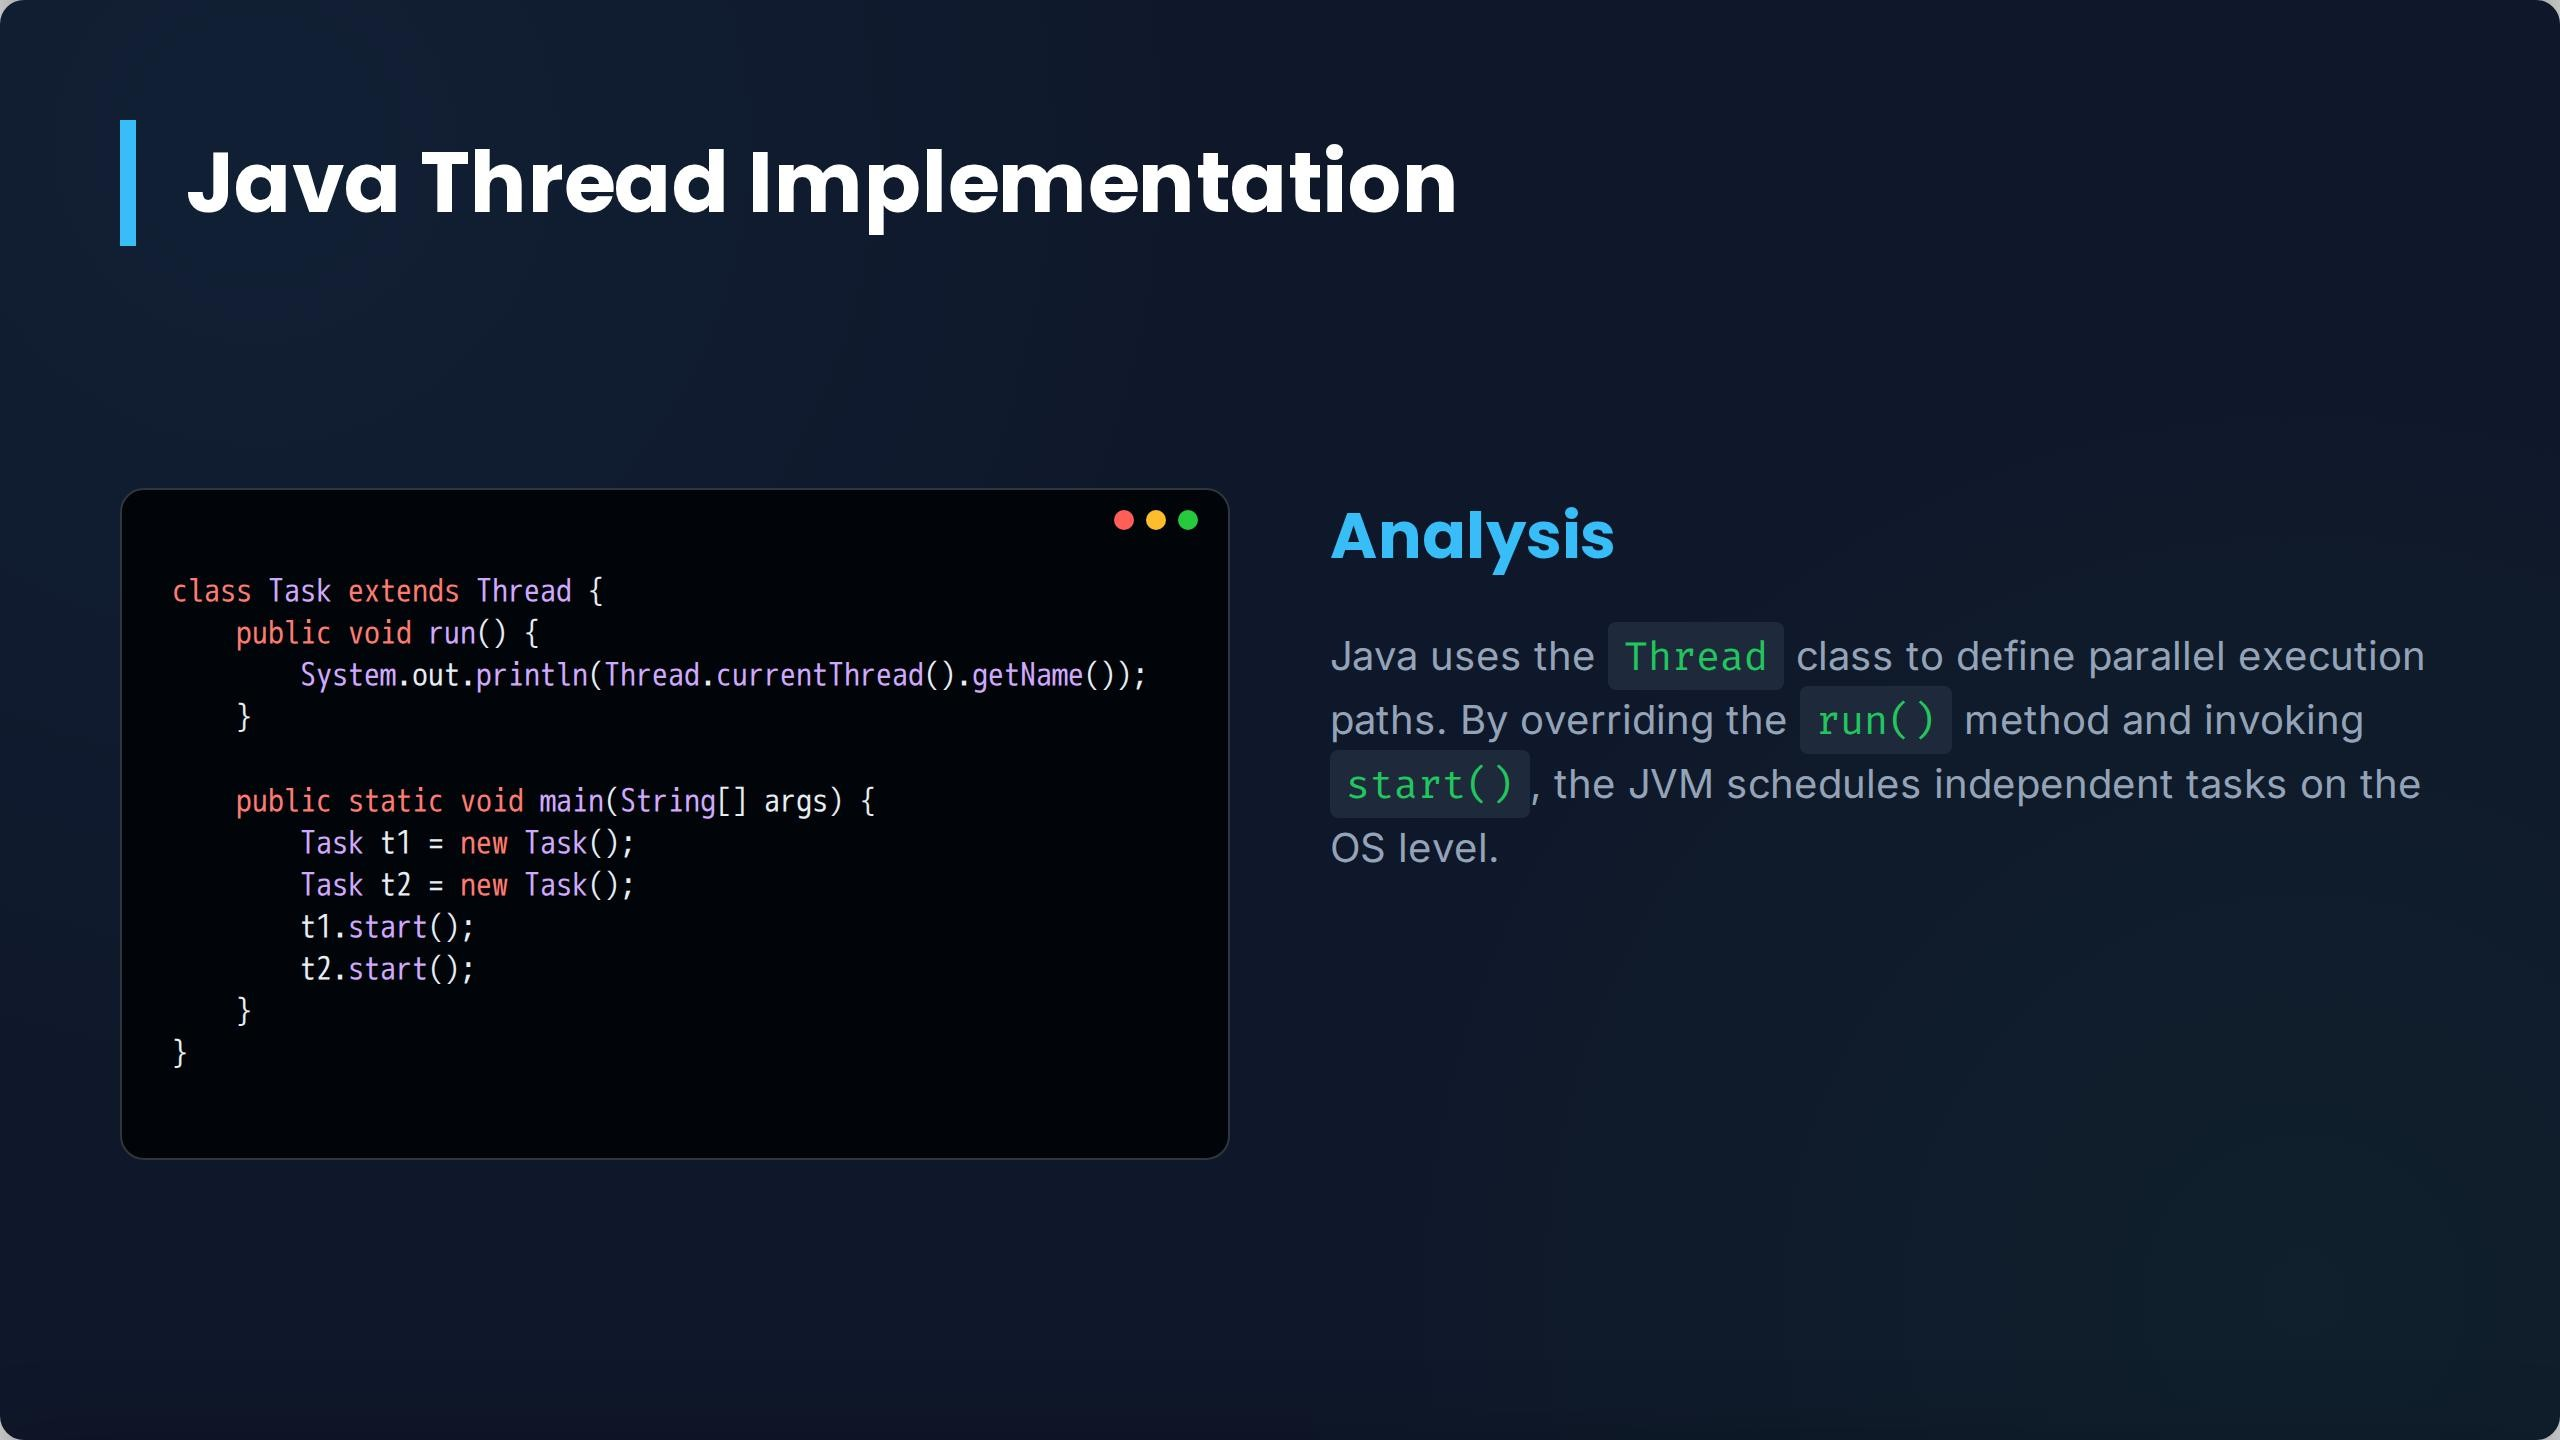 Java Thread Implementation
class Task extends Thread {
    public void run() {
        System.out.println(Thread.currentThread().getName());
    }
    public static void main(String[] args) {
        Task t1 = new Task();
        Task t2 = new Task();
        t1.start();
        t2.start();
    }
}
Analysis
Java uses the Thread class to define parallel execution
paths. By overriding the run() method and invoking
start(), the JVM schedules independent tasks on the
OS level.